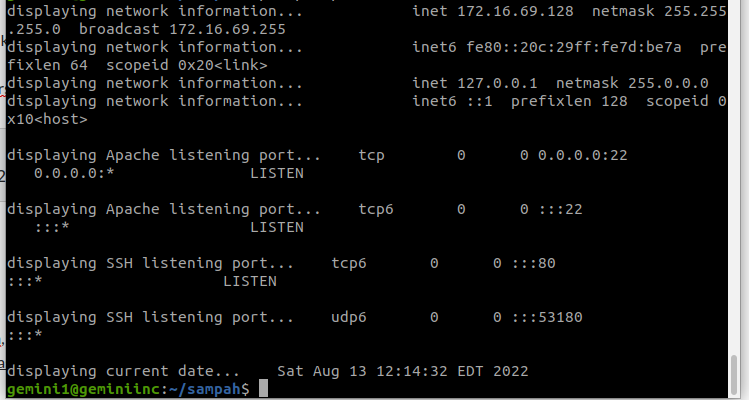 displaying network information...            inet 172.16.69.128  netmask 255.255
.255.0  broadcast 172.16.69.255
displaying network information...            inet6 fe80::20c:29ff:fe7d:be7a  pre
fixlen 64  scopeid 0x20<link>
displaying network information...            inet 127.0.0.1  netmask 255.0.0.0
displaying network information...            inet6 ::1  prefixlen 128  scopeid 0
x10<host>
displaying Apache listening port...    tcp        0      0 0.0.0.0:22
   0.0.0.0:*               LISTEN
displaying Apache listening port...    tcp6       0      0 :::22
   :::*                    LISTEN
displaying SSH listening port...    tcp6       0      0 :::80
:::*                    LISTEN
displaying SSH listening port...    udp6       0      0 :::53180
:::*
displaying current date...    Sat Aug 13 12:14:32 EDT 2022
gemini1@geminiinc:~/sampah$